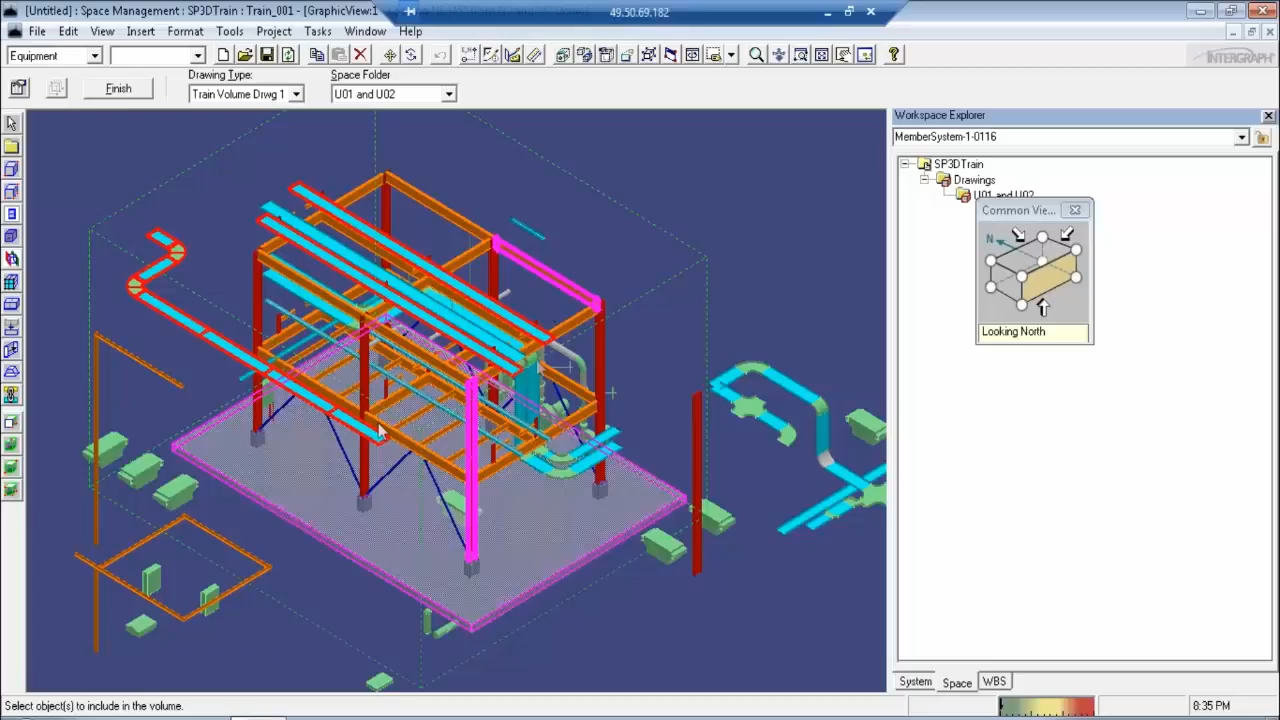 [Untitled] : Space Management : SP3DTrain : Train_001 - [GraphicView:1
49.50.69.182
File Edit View Insert Format Tools Project Tasks Window Help
Equipment
INTERGRAPH
Drawing Type:
Space Folder
Finish
Train Volume Drwg 1
U01 and U02
Workspace Explorer
MemberSystem-1-0116
SP3DTrain
Drawings
U01 and U02
Common Vie...
N
Looking North
System Space WBS
Select object(s) to include in the volume.
8:35 PM